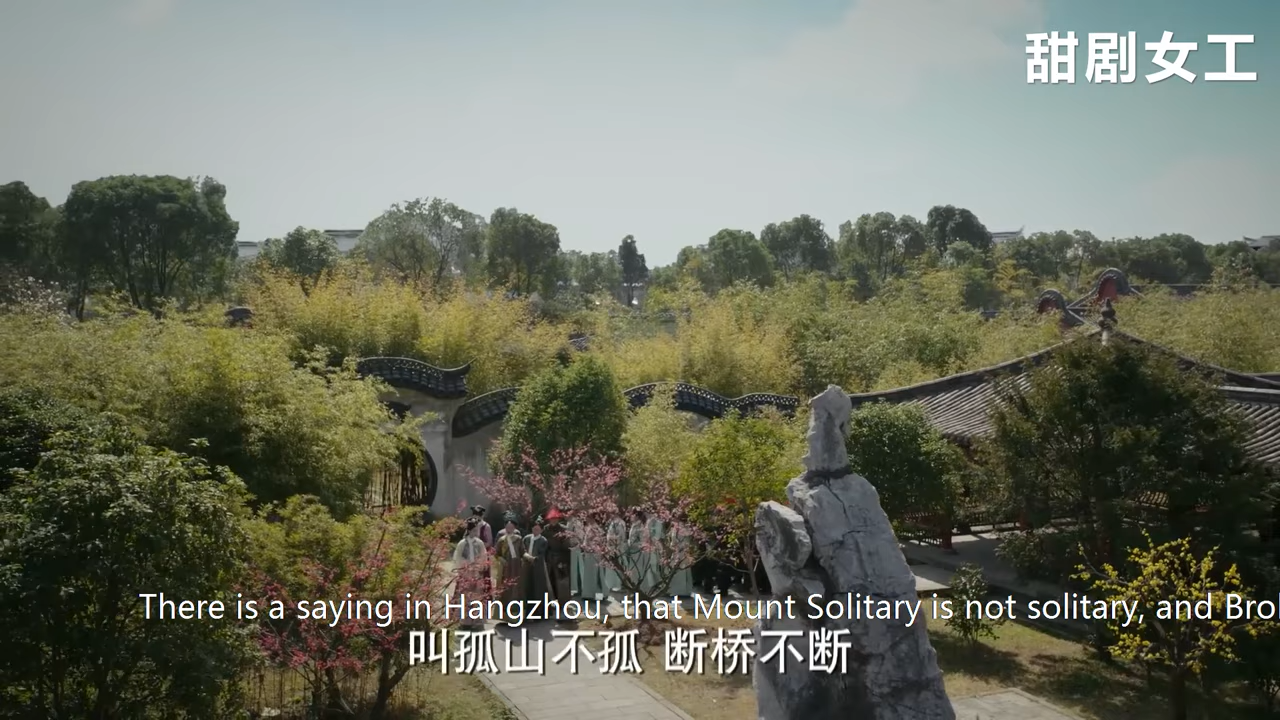 甜剧女工
There is a saying in Hangzhou, that Mount Solitary is not solitary, and
叫孤山不孤 断桥不断